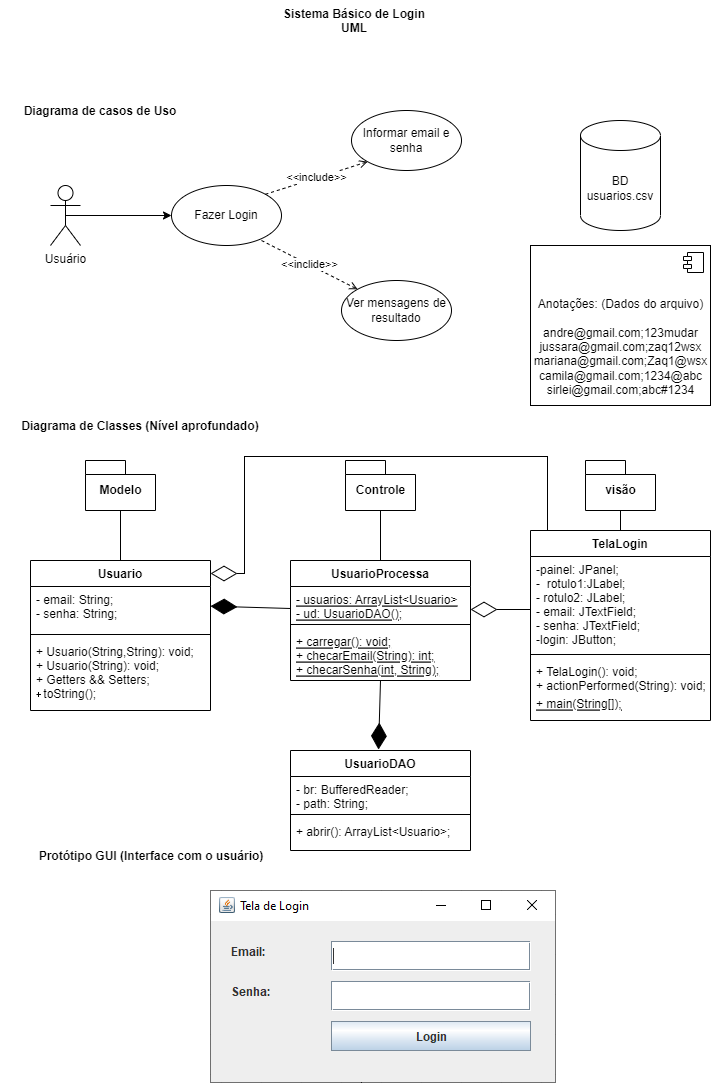 Sistema Básico de Login
UML
Diagrama de casos de Uso
Informar email e
senha
<<include>>
Fazer Login
Usuário
<<inclide>>
Ver mensagens de
resultado
BD
usuarios.csv
Anotações: (Dados do arquivo)
andre@gmail.com;123mudar
jussara@gmail.com;zaq12wsx
mariana@gmail.com;Zaq1@wsx
camila@gmail.com;1234@abc
sirlei@gmail.com;abc#1234
Diagrama de Classes (Nível aprofundado)
Modelo
Controle
visão
Usuario
- email: String;
- senha: String;
+ Usuario(String,String): void;
+ Usuario(String): void;
+ Getters && Setters;
+toString();
UsuarioProcessa
- usuarios: ArrayList<Usuario>
- ud: UsuarioDAO();
+ carregar(): void;
+ checarEmail(String): int;
+ checarSenha(int, String);
TelaLogin
-painel: JPanel;
- rotulo1:JLabel;
- rotulo2: JLabel;
- email: JTextField;
- senha: JTextField;
-login: JButton;
+ TelaLogin(): void;
+ actionPerformed(String): void;
+ main(String[]);
UsuarioDAO
- br: BufferedReader;
- path: String;
+ abrir(): ArrayList<Usuario>;
Protótipo GUI (Interface com o usuário)
Tela de Login
Email:
Senha:
Login